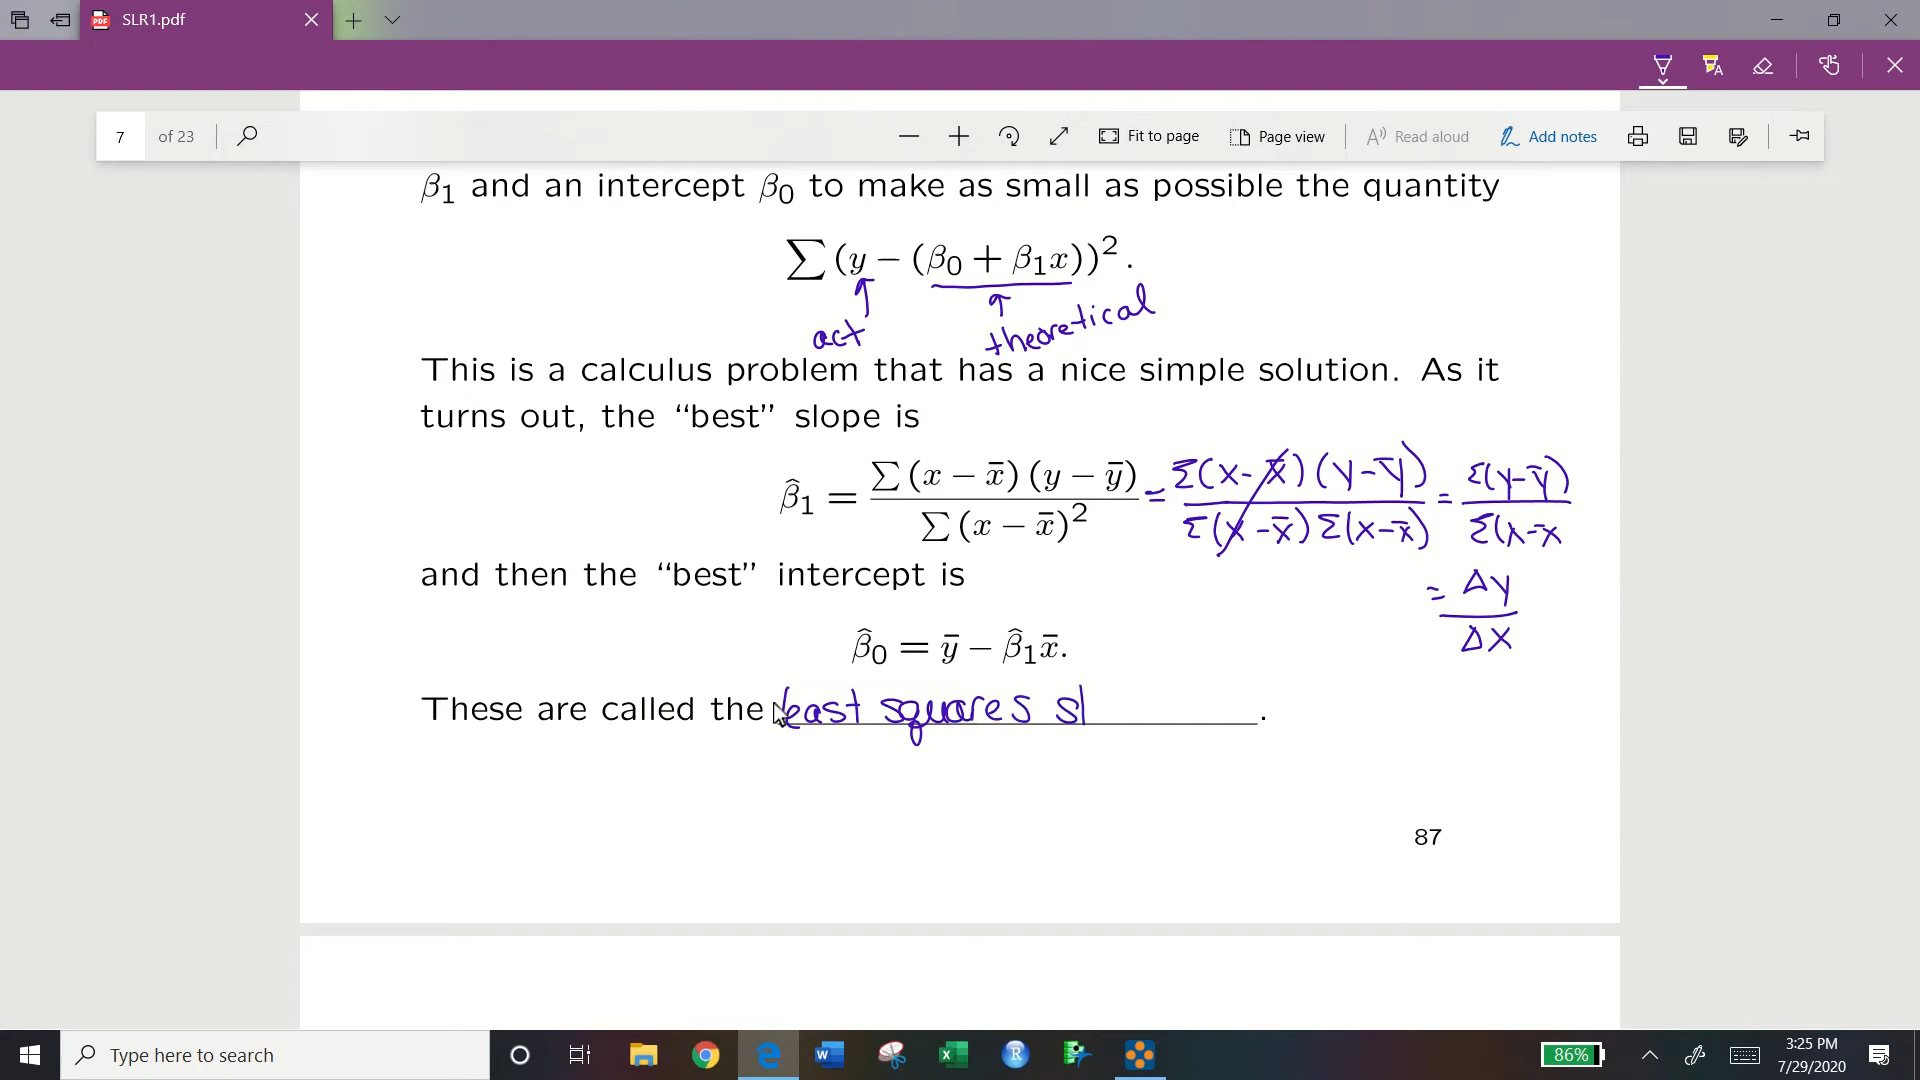 SLR1.pdf
7 of 23 Fit to page Page view Read aloud Add notes
β₁ and an intercept β₀ to make as small as possible the quantity
∑ (y − (β₀ + β₁x))².
act theoretical
This is a calculus problem that has a nice simple solution. As it
turns out, the “best” slope is
β̂₁ = ∑ (x − x̄) (y − ȳ) / ∑ (x − x̄)² = Σ(x-x̄)(y-ȳ) / Σ(x-x̄) Σ(x-x̄) = Σ(y-ȳ) / Σ(x-x
and then the “best” intercept is
= Δy / Δx
β̂₀ = ȳ − β̂₁x̄.
These are called the least squares sl .
87
Type here to search
86%
3:25 PM
7/29/2020